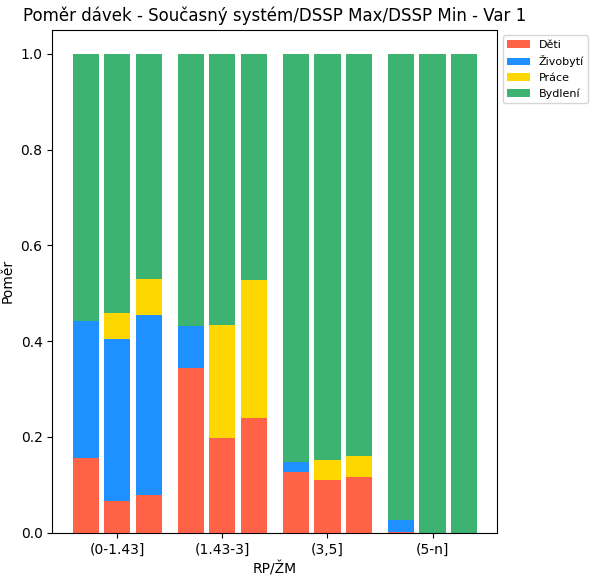 Poměr dávek - Současný systém/DSSP Max/DSSP Min - Var 1
Děti
Živobytí
Práce
Bydlení
Poměr
1.0
0.8
0.6
0.4
0.2
0.0
(0-1.43]
(1.43-3]
(3,5]
(5-n]
RP/ŽM